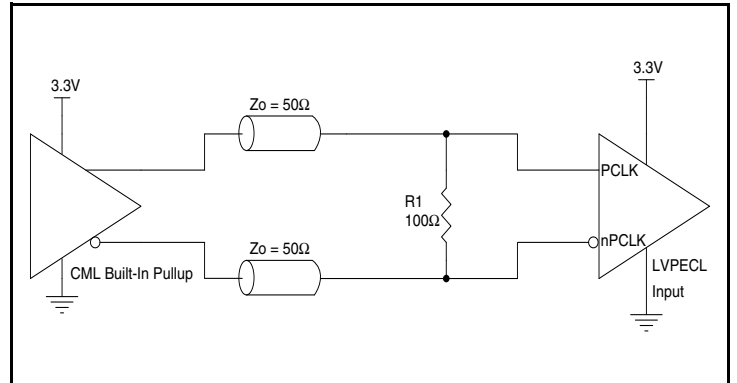 3.3V
3.3V
Zo = 50Ω
PCLK
R1
100Ω
nPCLK
Zo = 50Ω
CML Built-In Pullup
LVPECL
Input